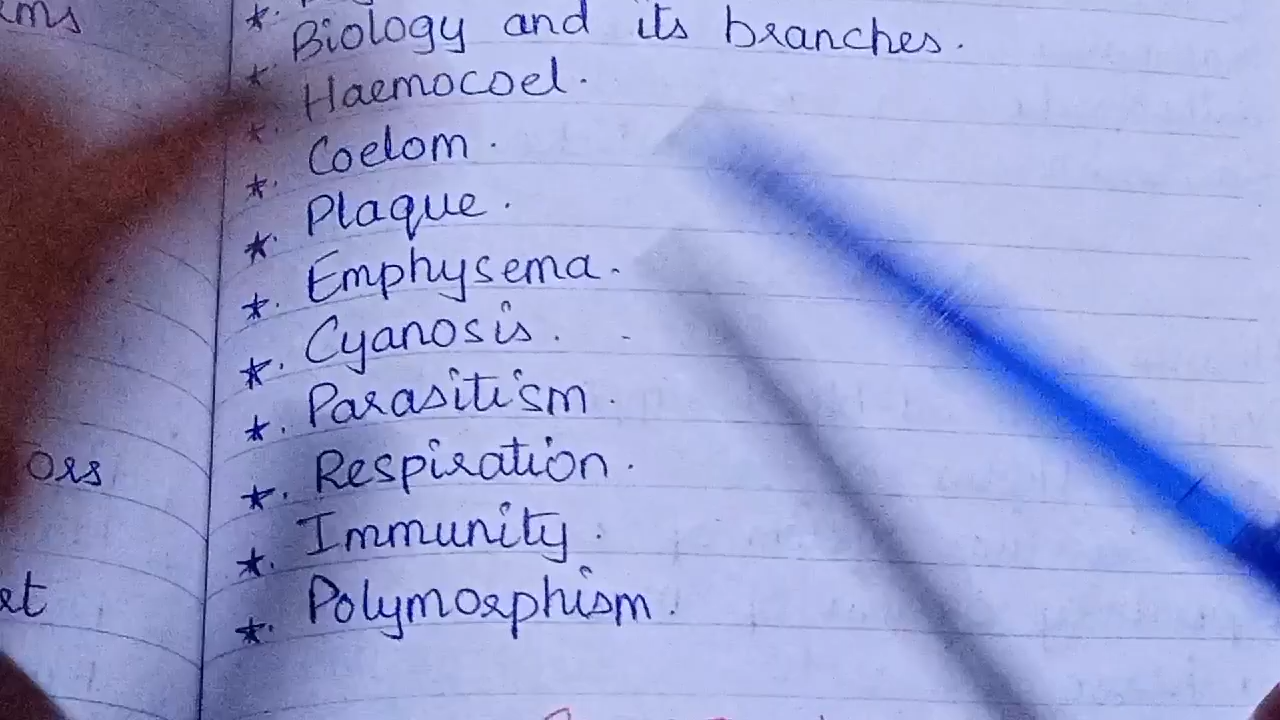 Biology and its branches.
Haemocoel.
Coelom.
Plaque.
Emphysema.
Cyanosis.
Parasitism.
Respiration.
Immunity.
Polymorphism.